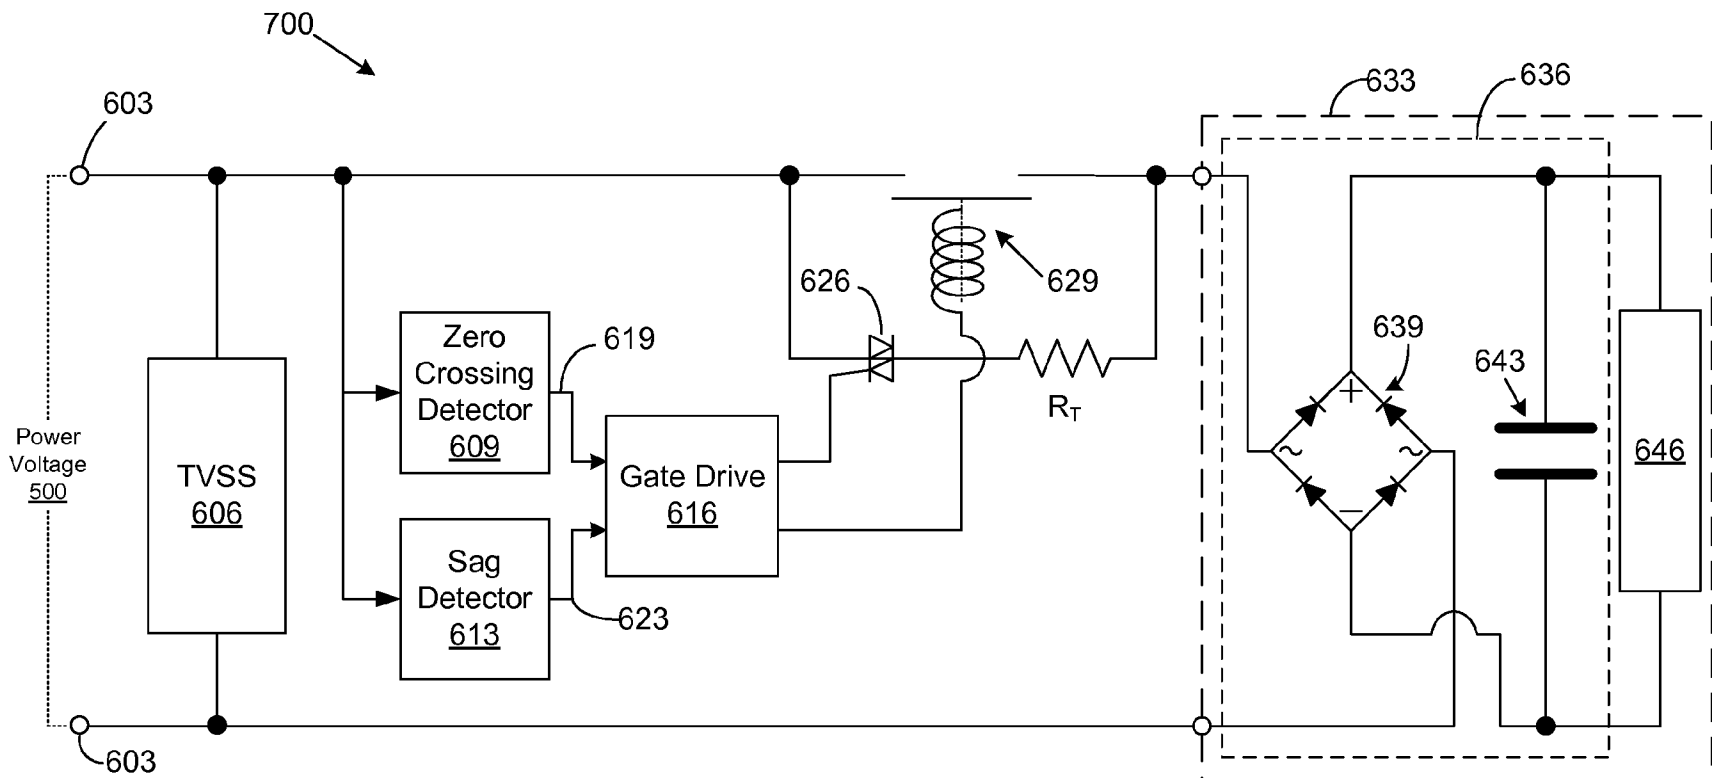 700
633
636
603
626
629
Zero
Crossing
Detector
609
619
639
643
R_T
Power
Voltage
500
TVSS
606
Gate Drive
616
+
~
~
−
646
Sag
Detector
613
623
603